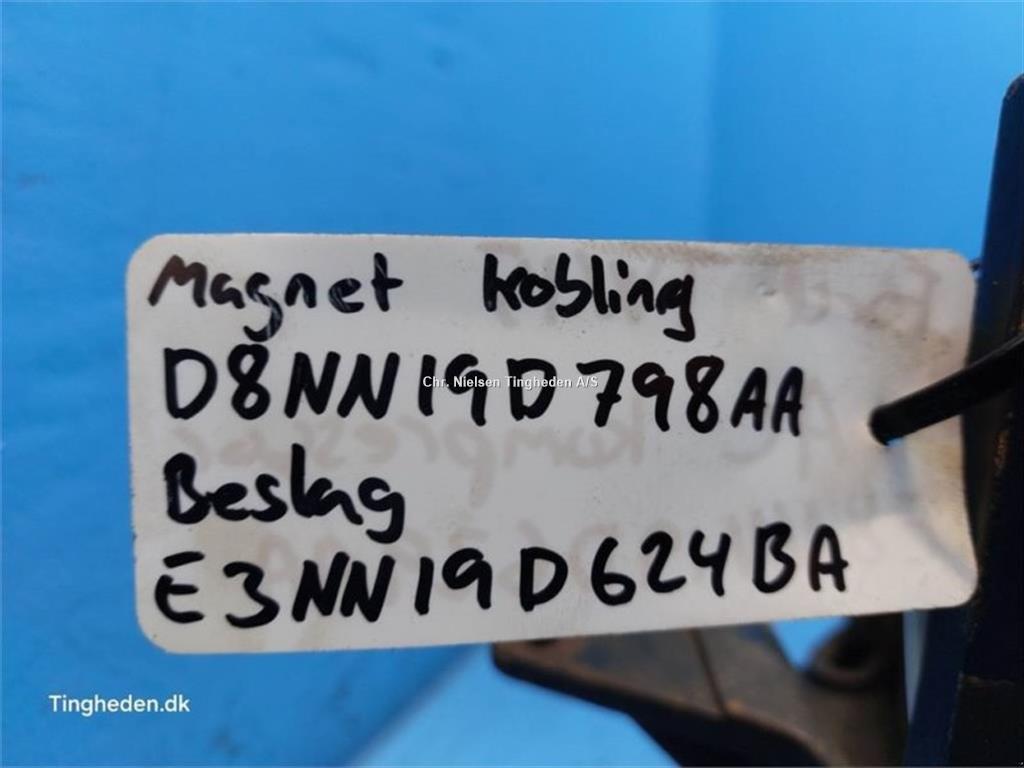 Magnet kobling
D8NN19D798AA
Chr. Nielsen Tingheden A/S
Beslag
E3NN19D624BA
Tingheden.dk